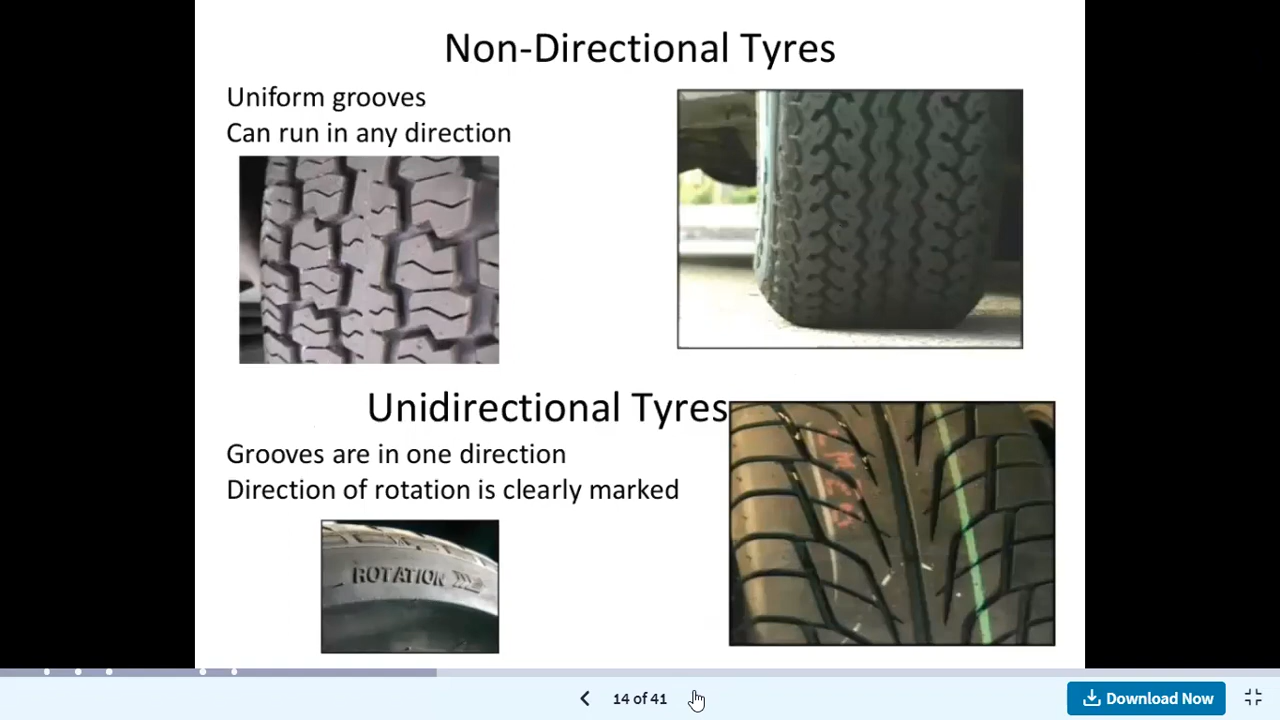 Non-Directional Tyres
Uniform grooves
Can run in any direction
Unidirectional Tyres
Grooves are in one direction
Direction of rotation is clearly marked
ROTATION
14 of 41
Download Now